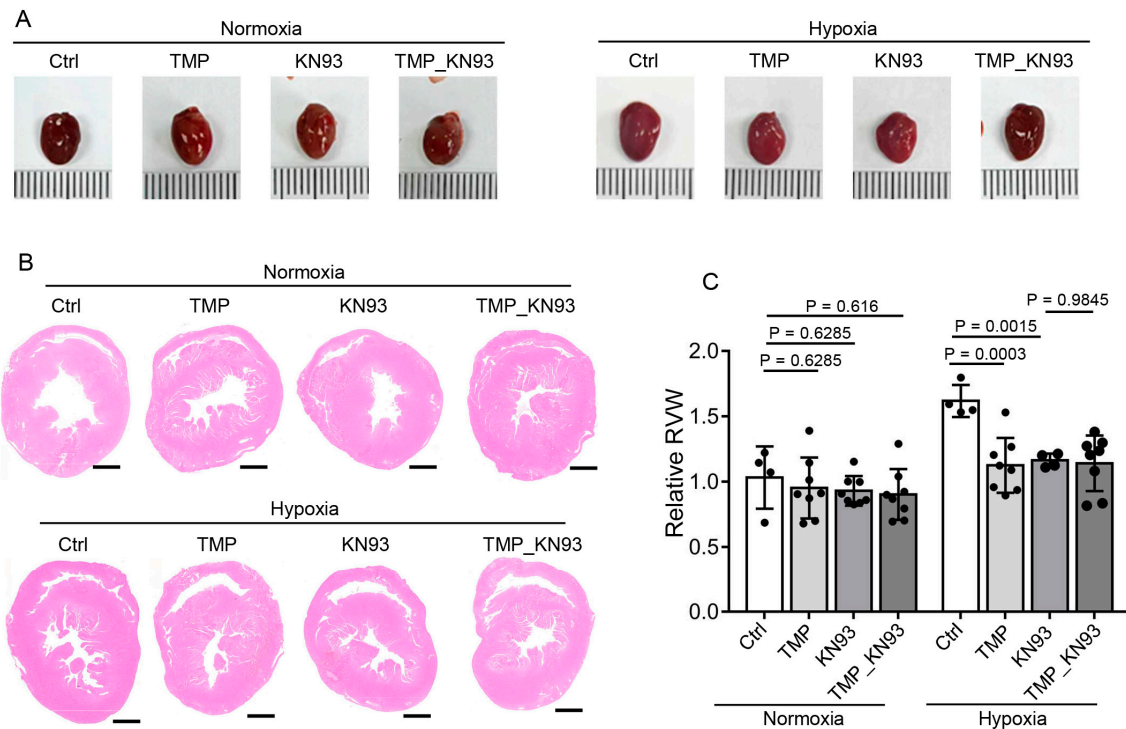 A
Normoxia
Hypoxia
Ctrl
TMP
KN93
TMP_KN93
Ctrl
TMP
KN93
TMP_KN93
B
Normoxia
Ctrl
TMP
KN93
TMP_KN93
Hypoxia
Ctrl
TMP
KN93
TMP_KN93
C
P = 0.616
P = 0.6285
P = 0.6285
P = 0.9845
P = 0.0015
P = 0.0003
Relative RVW
2.0
1.5
1.0
0.5
0.0
Ctrl
TMP
KN93
TMP_KN93
Ctrl
TMP
KN93
TMP_KN93
Normoxia
Hypoxia